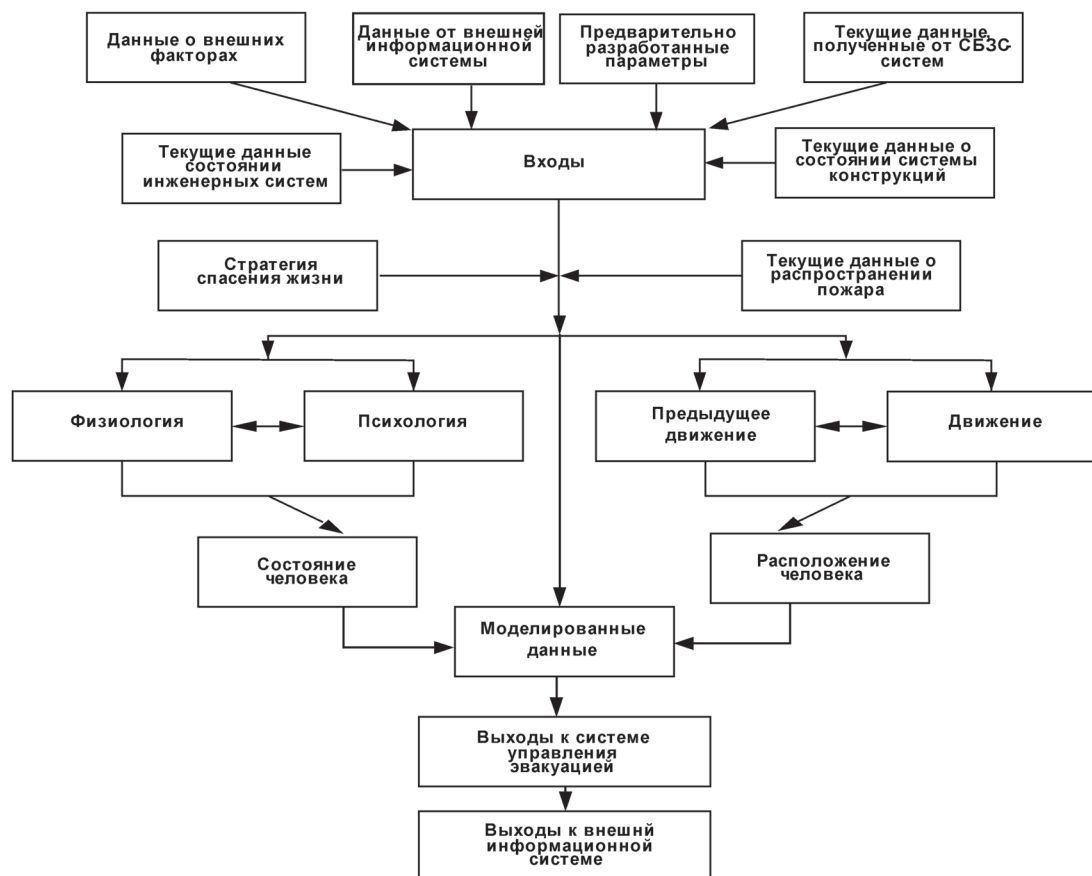 Данные о внешних
факторах
Данные от внешней
информационной
системы
Предварительно
разработанные
параметры
Текущие данные,
полученные от СБЗС-
систем
Текущие данные
состоянии
инженерных систем
Входы
Текущие данные о
состоянии системы
конструкций
Стратегия
спасения жизни
Текущие данные о
распространении
пожара
Физиология
Психология
Предыдущее
движение
Движение
Состояние
человека
Расположение
человека
Моделированные
данные
Выходы к системе
управления
эвакуацией
Выходы к внешнй
информационной
системе